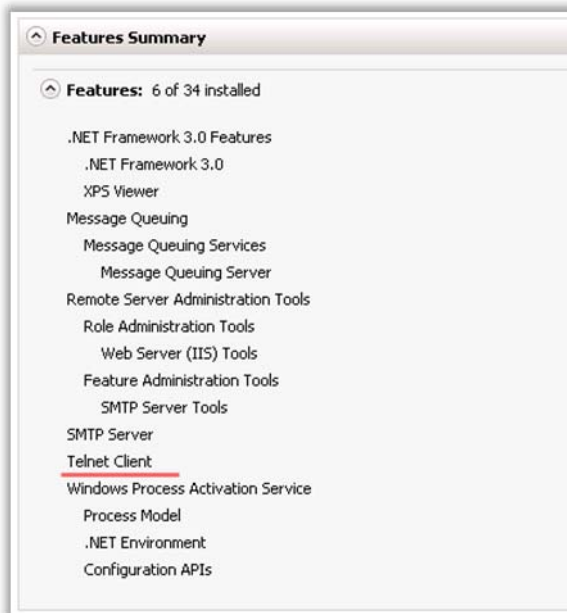 Features Summary
Features: 6 of 34 installed
.NET Framework 3.0 Features
.NET Framework 3.0
XPS Viewer
Message Queuing
Message Queuing Services
Message Queuing Server
Remote Server Administration Tools
Role Administration Tools
Web Server (IIS) Tools
Feature Administration Tools
SMTP Server Tools
SMTP Server
Telnet Client
Windows Process Activation Service
Process Model
.NET Environment
Configuration APIs